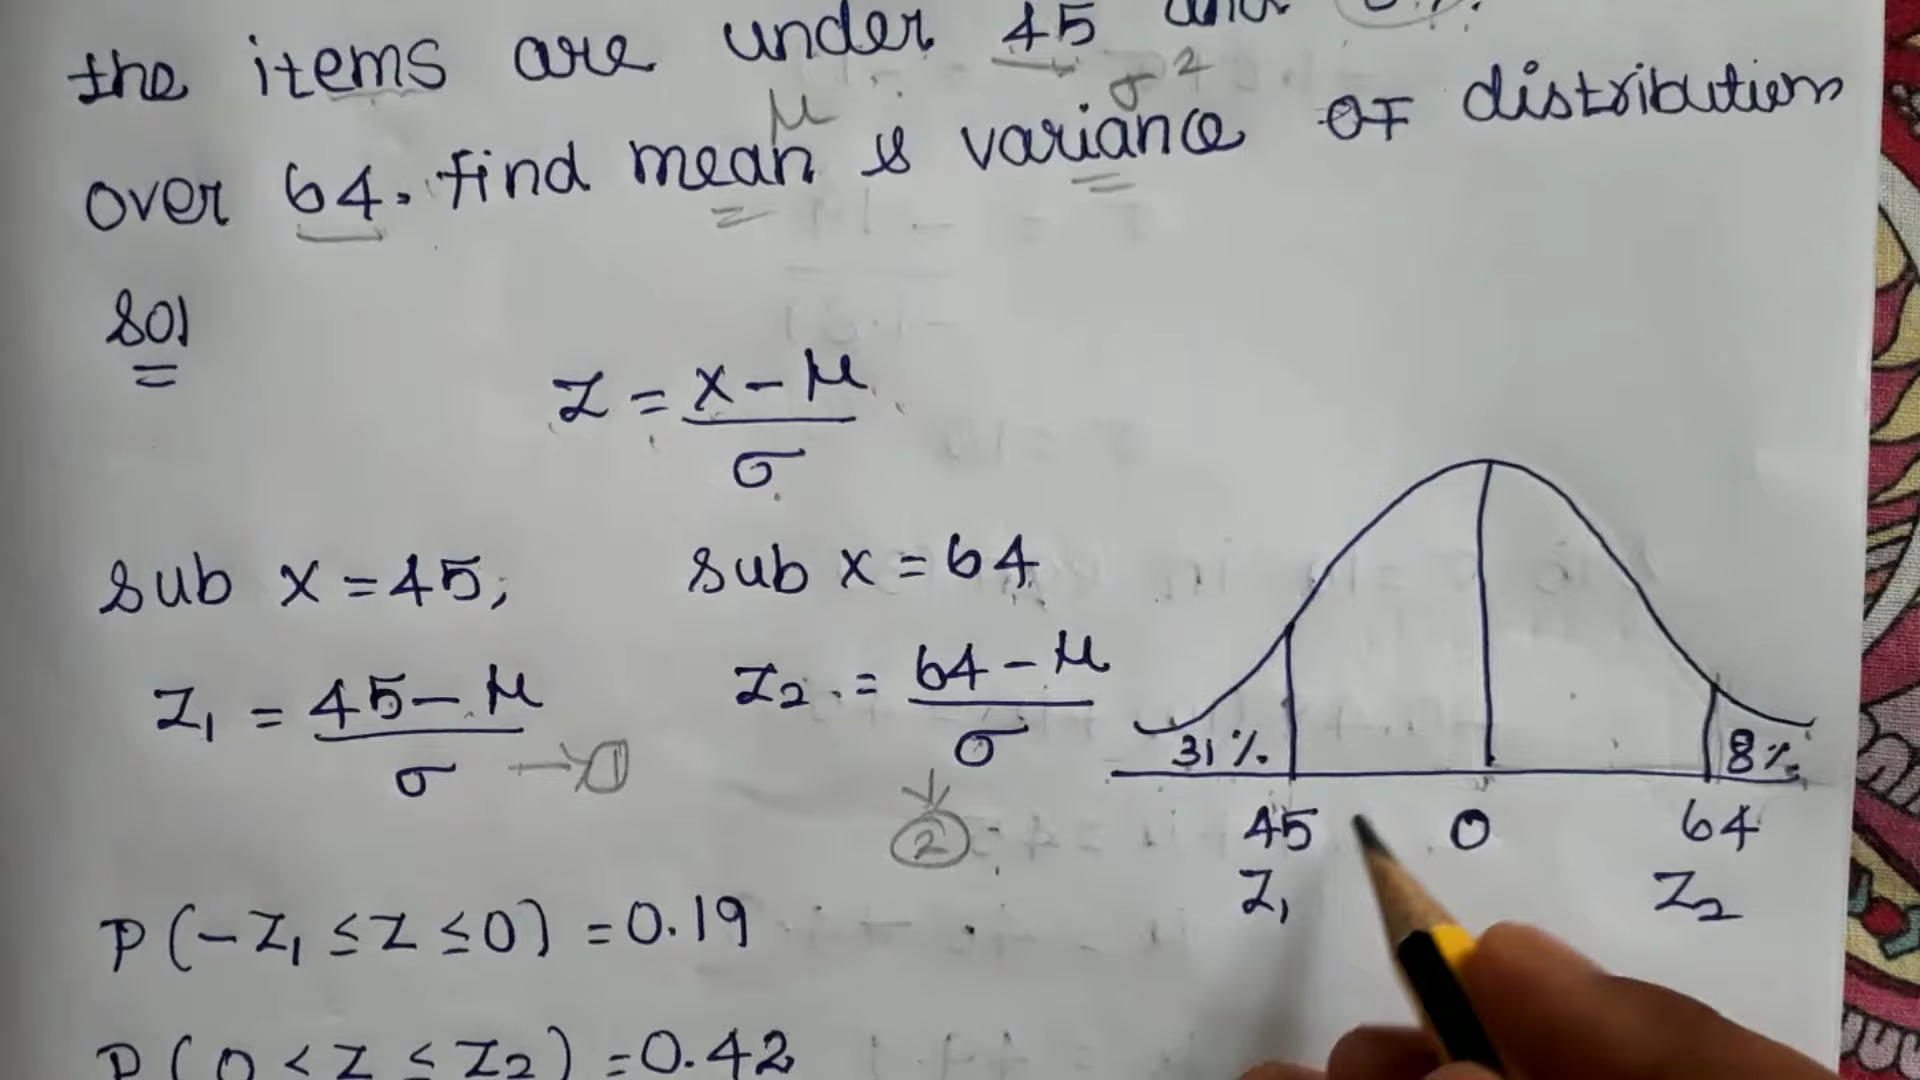 the items are under 45 and 8%.
μ σ²
over 64. find mean & variance OF distribution
Sol
Z = x - μ / σ
sub x = 45, sub x = 64
Z₁ = 45 - μ / σ → ① Z₂ = 64 - μ / σ
②
31% 8%
45 0 64
Z₁ Z₂
P(-Z₁ ≤ Z ≤ 0) = 0.19
P(0 < Z ≤ Z₂) = 0.42